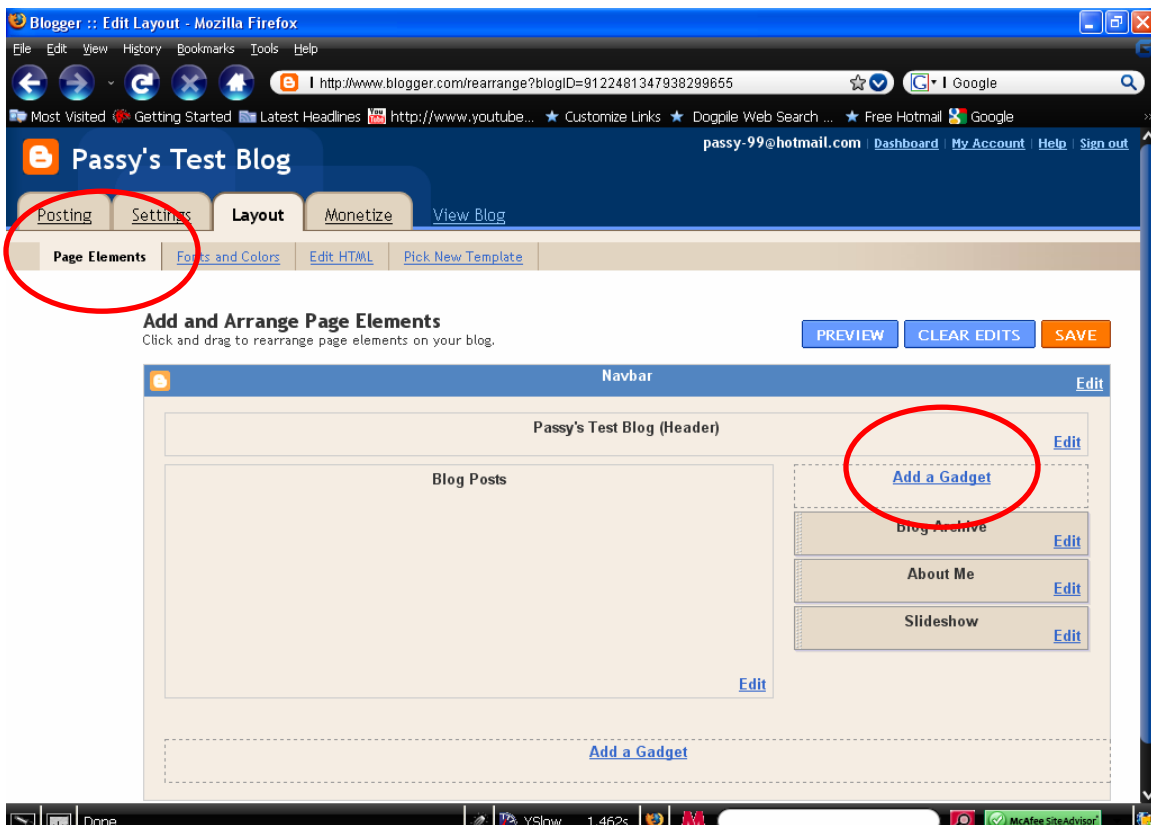 Blogger :: Edit Layout - Mozilla Firefox
File Edit View History Bookmarks Tools Help
http://www.blogger.com/rearrange?blogID=9122481347938299655 G Google
Most Visited Getting Started Latest Headlines You Tube http://www.youtube... Customize Links Dogpile Web Search ... Free Hotmail Google »
passy-99@hotmail.com | Dashboard | My Account | Help | Sign out
Passy's Test Blog
Posting Settings Layout Monetize View Blog
Page Elements Fonts and Colors Edit HTML Pick New Template
Add and Arrange Page Elements
Click and drag to rearrange page elements on your blog.
PREVIEW CLEAR EDITS SAVE
Navbar
Edit
Passy's Test Blog (Header)
Edit
Blog Posts
Edit
Add a Gadget
Blog Archive
Edit
About Me
Edit
Slideshow
Edit
Add a Gadget
Done YSlow 1.462s McAfee SiteAdvisor